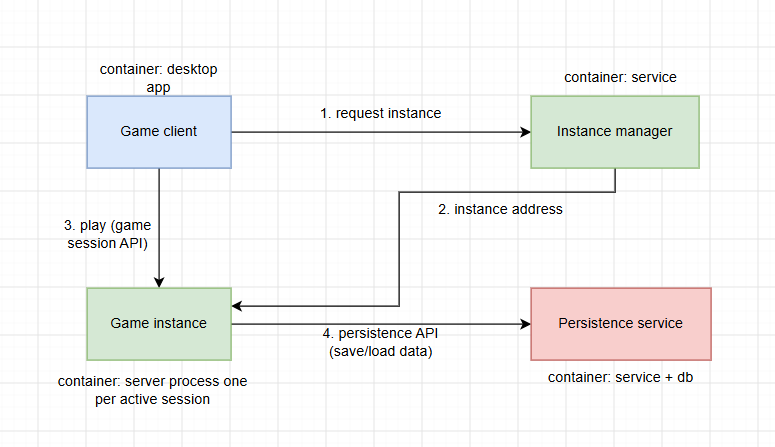 container: desktop
app
container: service
Game client
1. request instance
Instance manager
2. instance address
3. play (game
session API)
Game instance
4. persistence API
(save/load data)
Persistence service
container: server process one
per active session
container: service + db